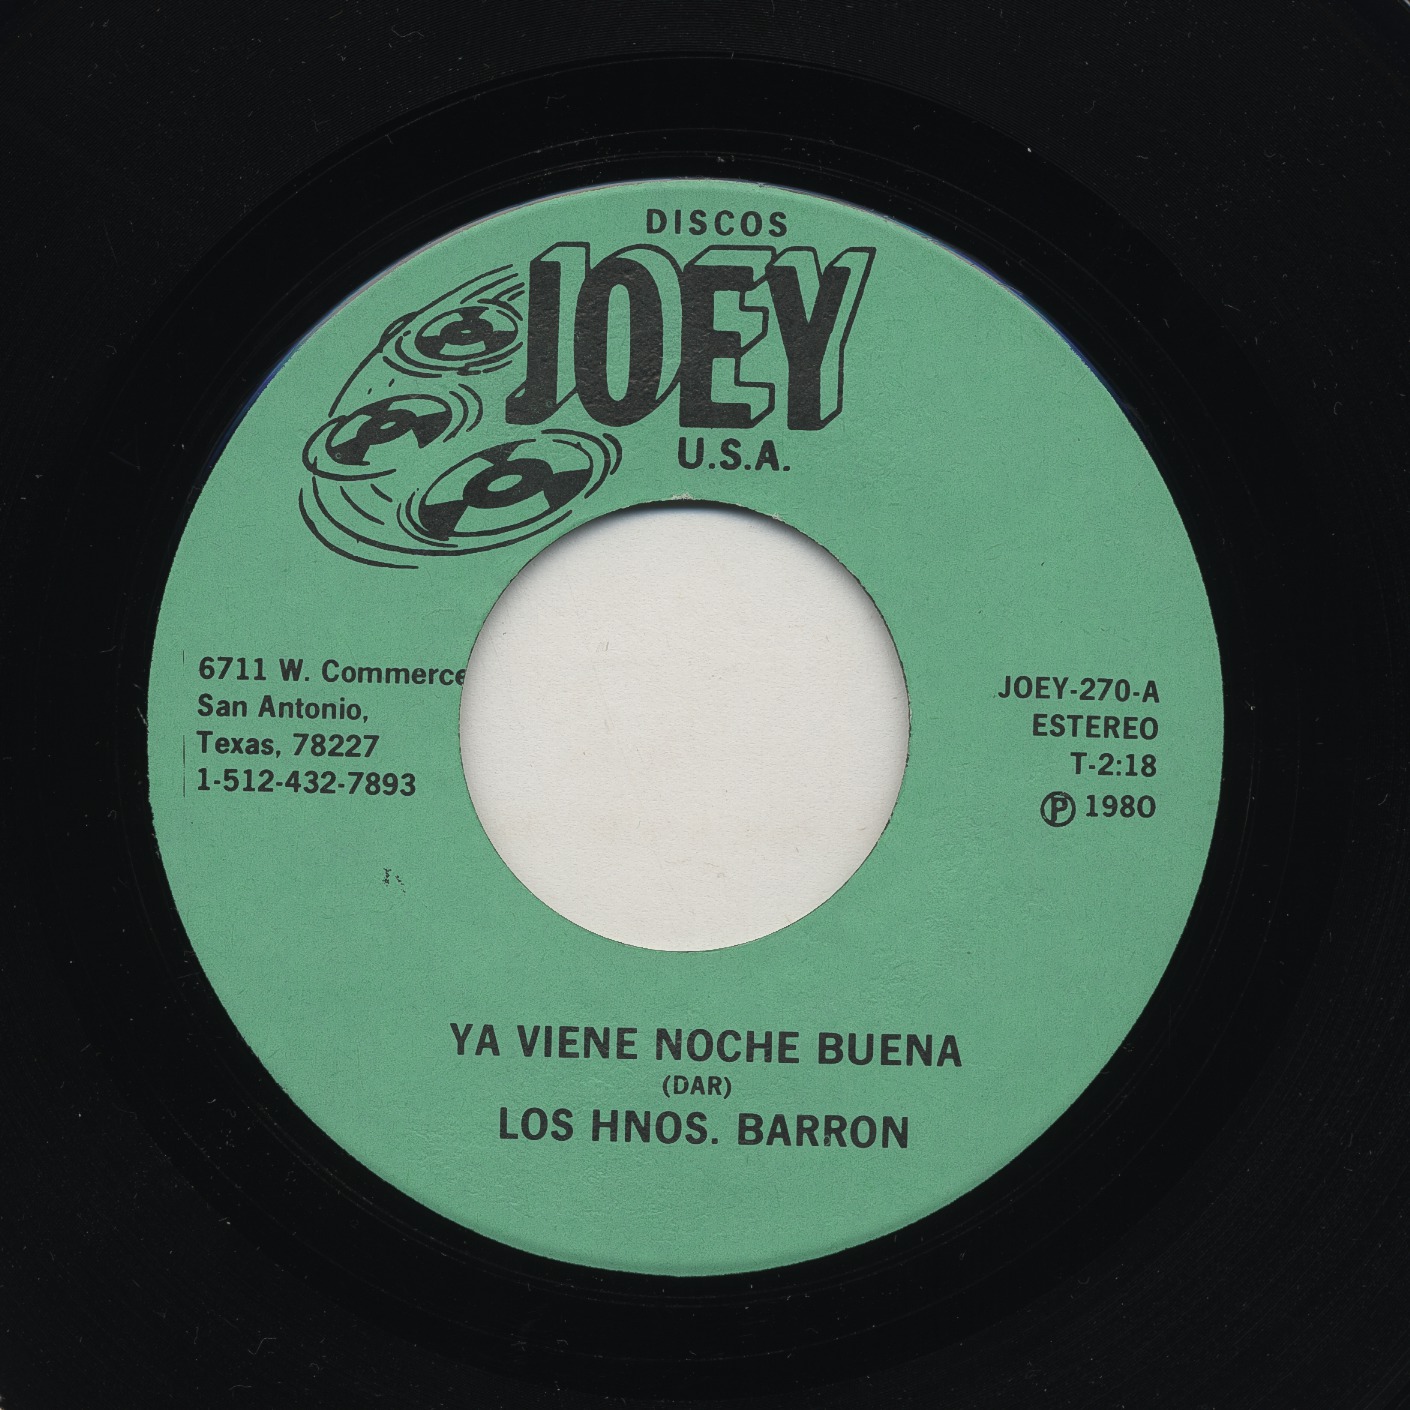 DISCOS
JOEY
U.S.A.
6711 W. Commerce
San Antonio,
Texas, 78227
1-512-432-7893
JOEY-270-A
ESTEREO
T-2:18
Ⓟ 1980
YA VIENE NOCHE BUENA
(DAR)
LOS HNOS. BARRON